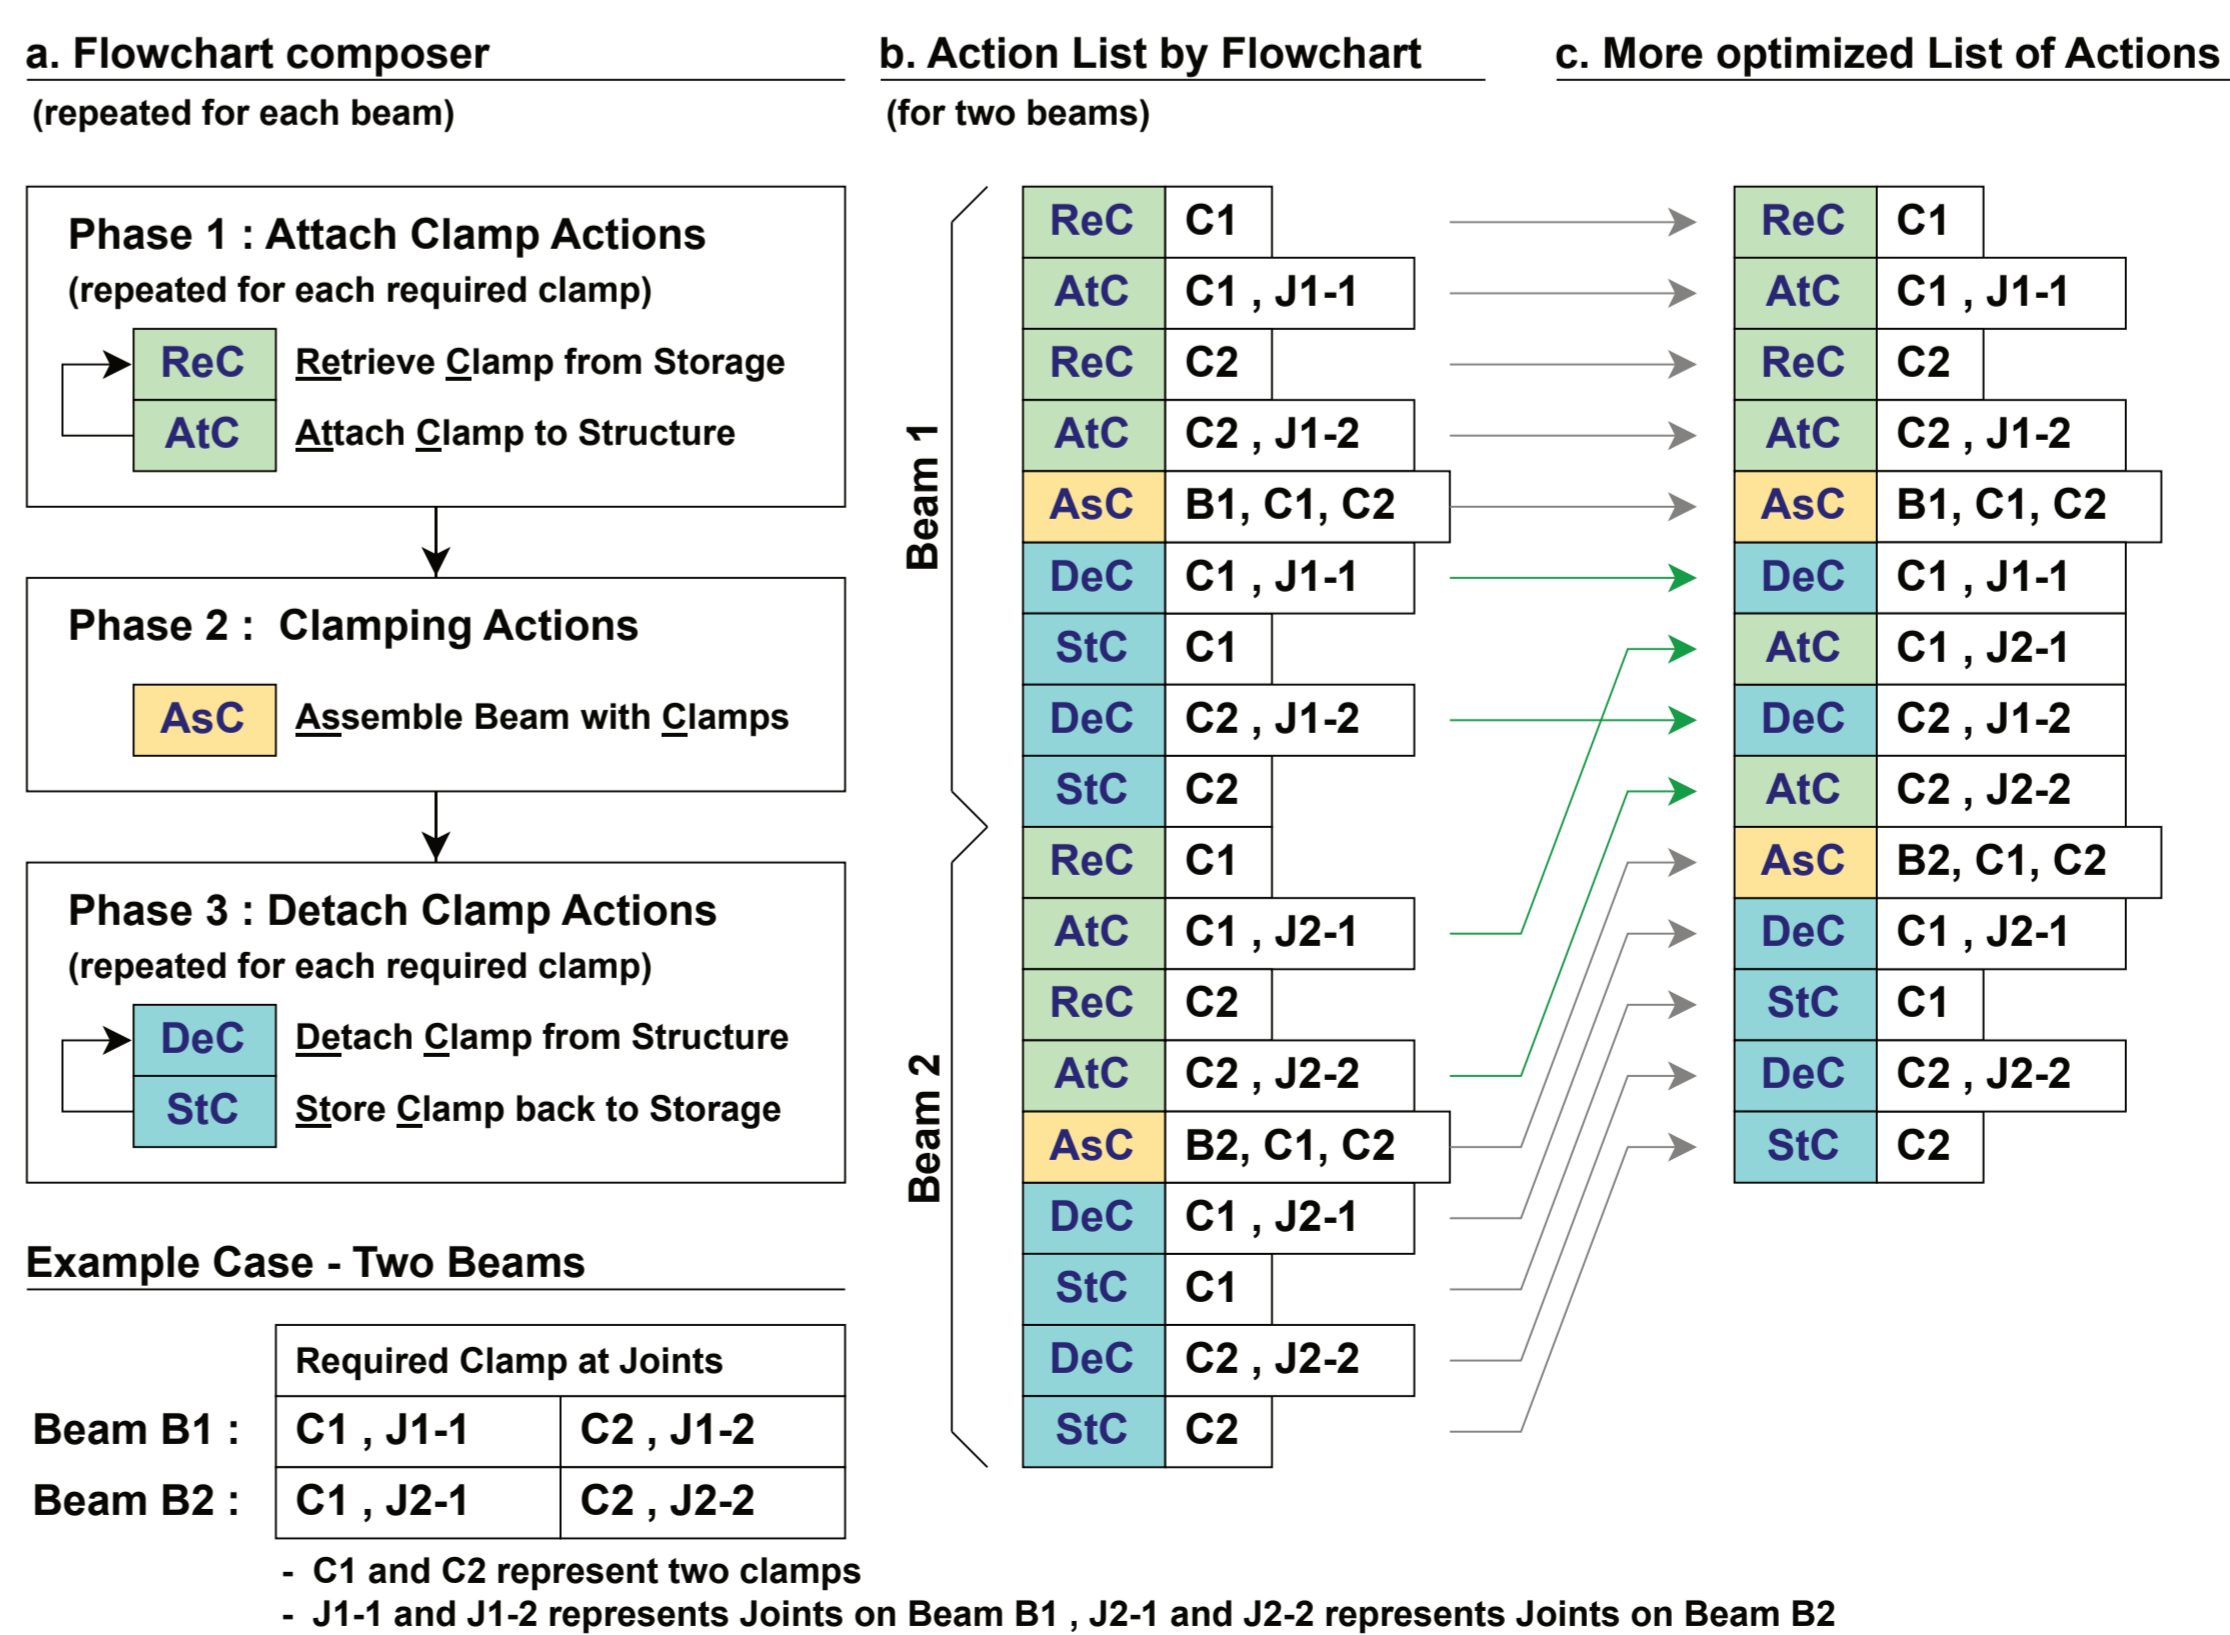 a. Flowchart composer
(repeated for each beam)
Phase 1 : Attach Clamp Actions
(repeated for each required clamp)
ReC Retrieve Clamp from Storage
AtC Attach Clamp to Structure
Phase 2 : Clamping Actions
AsC Assemble Beam with Clamps
Phase 3 : Detach Clamp Actions
(repeated for each required clamp)
DeC Detach Clamp from Structure
StC Store Clamp back to Storage
Example Case - Two Beams
Required Clamp at Joints
Beam B1 : C1 , J1-1 C2 , J1-2
Beam B2 : C1 , J2-1 C2 , J2-2
- C1 and C2 represent two clamps
- J1-1 and J1-2 represents Joints on Beam B1 , J2-1 and J2-2 represents Joints on Beam B2
b. Action List by Flowchart
(for two beams)
Beam 1
ReC C1
AtC C1 , J1-1
ReC C2
AtC C2 , J1-2
AsC B1, C1, C2
DeC C1 , J1-1
StC C1
DeC C2 , J1-2
StC C2
Beam 2
ReC C1
AtC C1 , J2-1
ReC C2
AtC C2 , J2-2
AsC B2, C1, C2
DeC C1 , J2-1
StC C1
DeC C2 , J2-2
StC C2
c. More optimized List of Actions
ReC C1
AtC C1 , J1-1
ReC C2
AtC C2 , J1-2
AsC B1, C1, C2
DeC C1 , J1-1
AtC C1 , J2-1
DeC C2 , J1-2
AtC C2 , J2-2
AsC B2, C1, C2
DeC C1 , J2-1
StC C1
DeC C2 , J2-2
StC C2